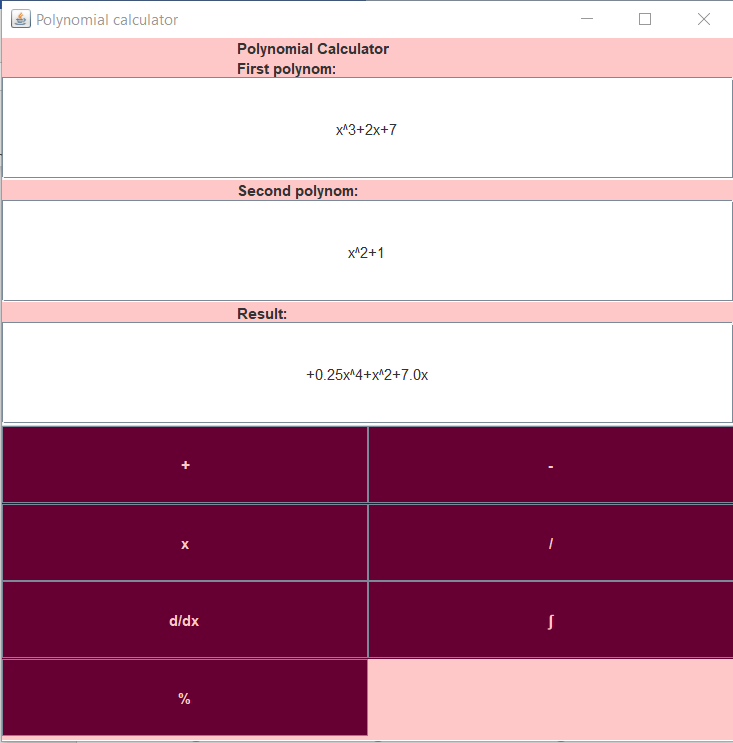 Polynomial calculator
Polynomial Calculator
First polynom:
x^3+2x+7
Second polynom:
x^2+1
Result:
+0.25x^4+x^2+7.0x
+ -
x /
d/dx ∫
%